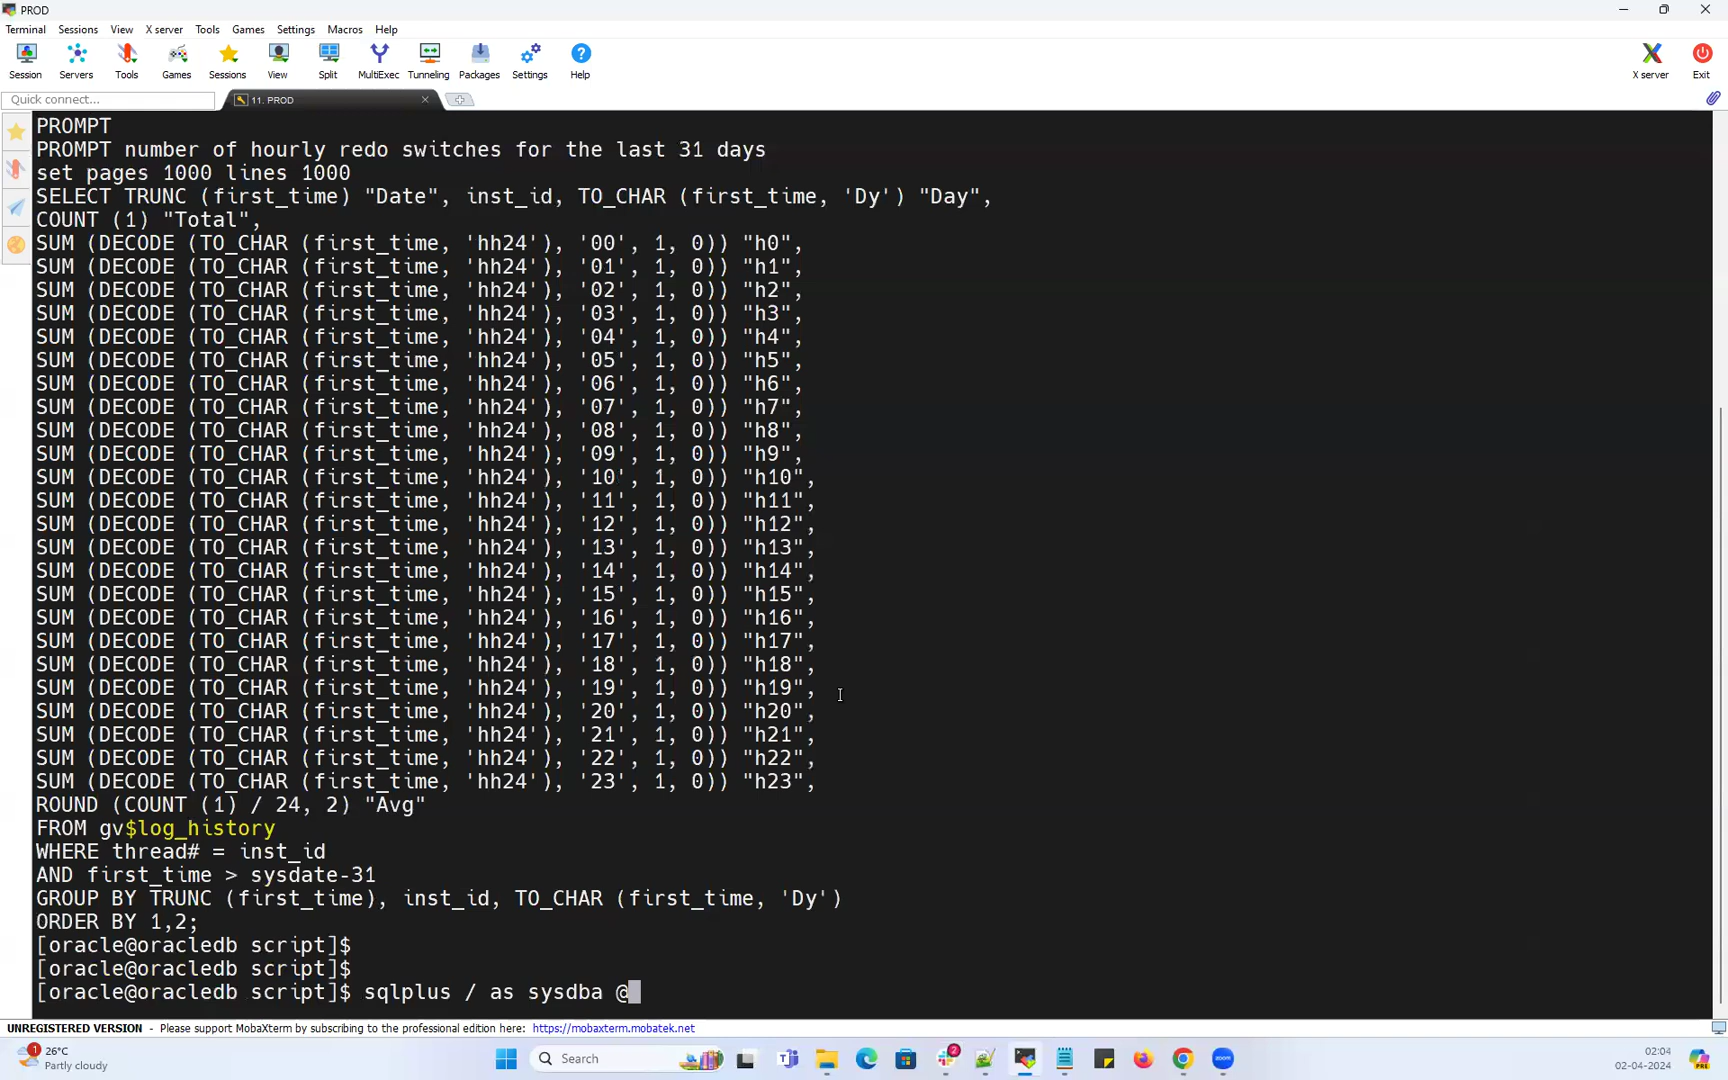 PROD
Terminal Sessions View X server Tools Games Settings Macros Help
Session Servers Tools Games Sessions View Split MultiExec Tunneling Packages Settings Help X server Exit
Quick connect... 11. PROD
PROMPT
PROMPT number of hourly redo switches for the last 31 days
set pages 1000 lines 1000
SELECT TRUNC (first_time) "Date", inst_id, TO_CHAR (first_time, 'Dy') "Day",
COUNT (1) "Total",
SUM (DECODE (TO_CHAR (first_time, 'hh24'), '00', 1, 0)) "h0",
SUM (DECODE (TO_CHAR (first_time, 'hh24'), '01', 1, 0)) "h1",
SUM (DECODE (TO_CHAR (first_time, 'hh24'), '02', 1, 0)) "h2",
SUM (DECODE (TO_CHAR (first_time, 'hh24'), '03', 1, 0)) "h3",
SUM (DECODE (TO_CHAR (first_time, 'hh24'), '04', 1, 0)) "h4",
SUM (DECODE (TO_CHAR (first_time, 'hh24'), '05', 1, 0)) "h5",
SUM (DECODE (TO_CHAR (first_time, 'hh24'), '06', 1, 0)) "h6",
SUM (DECODE (TO_CHAR (first_time, 'hh24'), '07', 1, 0)) "h7",
SUM (DECODE (TO_CHAR (first_time, 'hh24'), '08', 1, 0)) "h8",
SUM (DECODE (TO_CHAR (first_time, 'hh24'), '09', 1, 0)) "h9",
SUM (DECODE (TO_CHAR (first_time, 'hh24'), '10', 1, 0)) "h10",
SUM (DECODE (TO_CHAR (first_time, 'hh24'), '11', 1, 0)) "h11",
SUM (DECODE (TO_CHAR (first_time, 'hh24'), '12', 1, 0)) "h12",
SUM (DECODE (TO_CHAR (first_time, 'hh24'), '13', 1, 0)) "h13",
SUM (DECODE (TO_CHAR (first_time, 'hh24'), '14', 1, 0)) "h14",
SUM (DECODE (TO_CHAR (first_time, 'hh24'), '15', 1, 0)) "h15",
SUM (DECODE (TO_CHAR (first_time, 'hh24'), '16', 1, 0)) "h16",
SUM (DECODE (TO_CHAR (first_time, 'hh24'), '17', 1, 0)) "h17",
SUM (DECODE (TO_CHAR (first_time, 'hh24'), '18', 1, 0)) "h18",
SUM (DECODE (TO_CHAR (first_time, 'hh24'), '19', 1, 0)) "h19",
SUM (DECODE (TO_CHAR (first_time, 'hh24'), '20', 1, 0)) "h20",
SUM (DECODE (TO_CHAR (first_time, 'hh24'), '21', 1, 0)) "h21",
SUM (DECODE (TO_CHAR (first_time, 'hh24'), '22', 1, 0)) "h22",
SUM (DECODE (TO_CHAR (first_time, 'hh24'), '23', 1, 0)) "h23",
ROUND (COUNT (1) / 24, 2) "Avg"
FROM gv$log_history
WHERE thread# = inst_id
AND first_time > sysdate-31
GROUP BY TRUNC (first_time), inst_id, TO_CHAR (first_time, 'Dy')
ORDER BY 1,2;
[oracle@oracledb script]$
[oracle@oracledb script]$
[oracle@oracledb script]$ sqlplus / as sysdba @
UNREGISTERED VERSION - Please support MobaXterm by subscribing to the professional edition here: https://mobaxterm.mobatek.net
1 26°C Search 2 02:04
Partly cloudy 02-04-2024